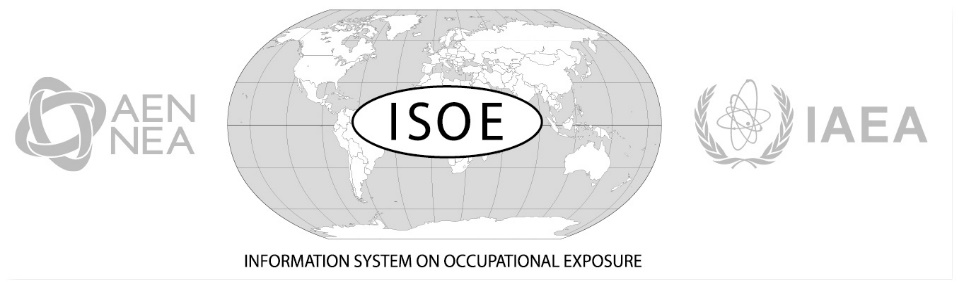 AEN
NEA
ISOE
IAEA
INFORMATION SYSTEM ON OCCUPATIONAL EXPOSURE